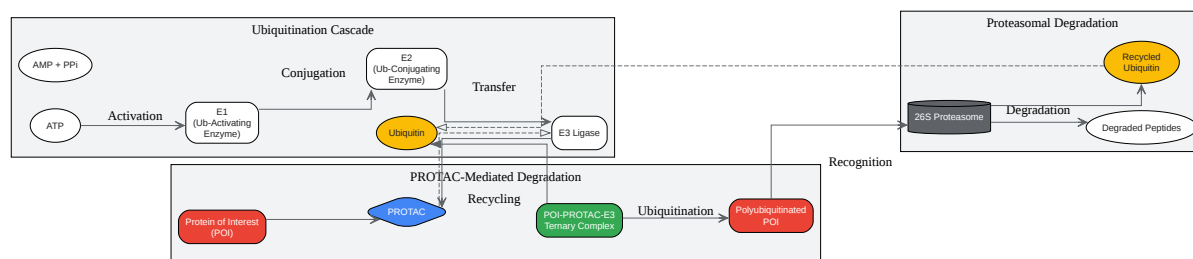 Ubiquitination Cascade
AMP + PPi
ATP
Activation
E1
(Ub-Activating
Enzyme)
Conjugation
E2
(Ub-Conjugating
Enzyme)
Transfer
Ubiquitin
E3 Ligase
PROTAC-Mediated Degradation
Recycling
Protein of Interest
(POI)
PROTAC
POI-PROTAC-E3
Ternary Complex
Ubiquitination
Polyubiquitinated
POI
Recognition
Proteasomal Degradation
Recycled
Ubiquitin
26S Proteasome
Degradation
Degraded Peptides